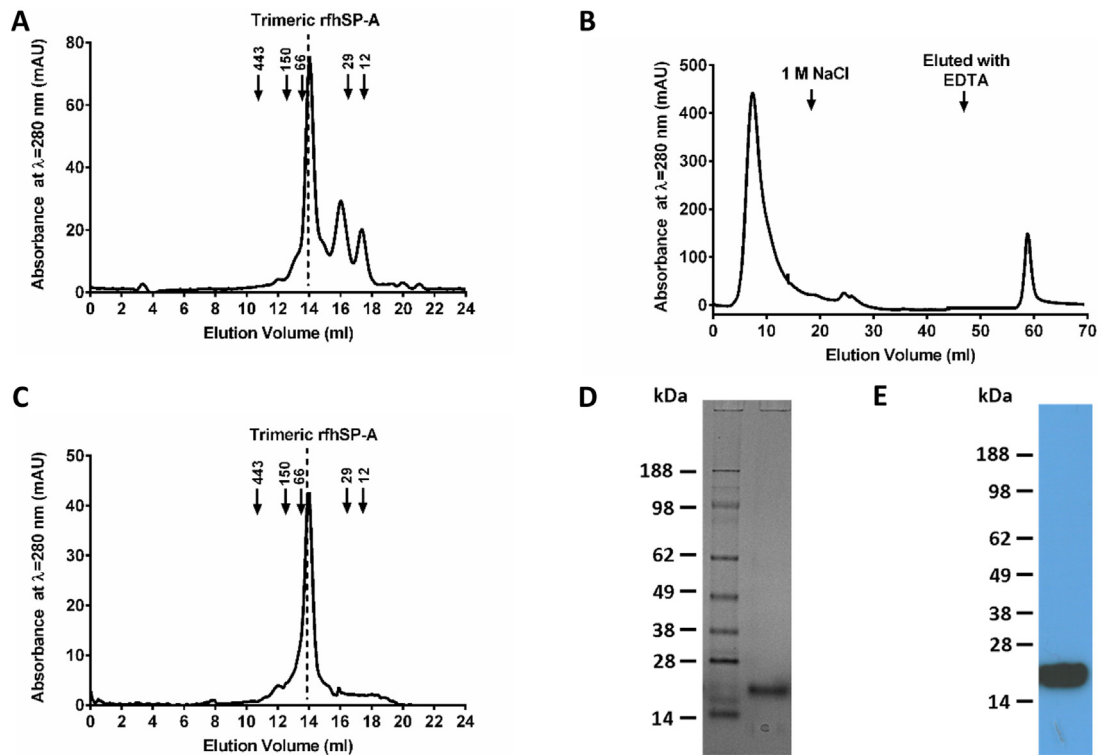 A
Trimeric rfhSP-A
443 150 66 29 12
Absorbance at λ=280 nm (mAU)
80
60
40
20
0
0 2 4 6 8 10 12 14 16 18 20 22 24
Elution Volume (ml)
B
1 M NaCl
Eluted with
EDTA
Absorbance at λ=280 nm (mAU)
500
400
300
200
100
0
0 10 20 30 40 50 60 70
Elution Volume (ml)
C
Trimeric rfhSP-A
443 150 66 29 12
Absorbance at λ=280 nm (mAU)
50
40
30
20
10
0
0 2 4 6 8 10 12 14 16 18 20 22 24
Elution Volume (ml)
D
kDa
188
98
62
49
38
28
14
E
kDa
188
98
62
49
38
28
14